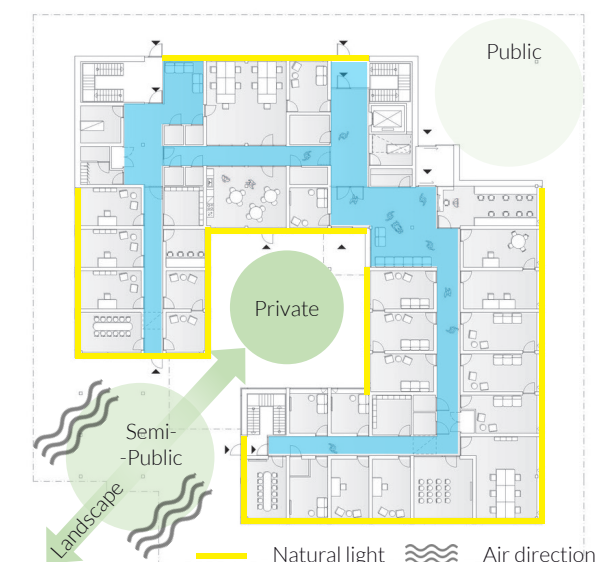 Public
Private
Semi-
-Public
Landscape
Natural light
Air direction